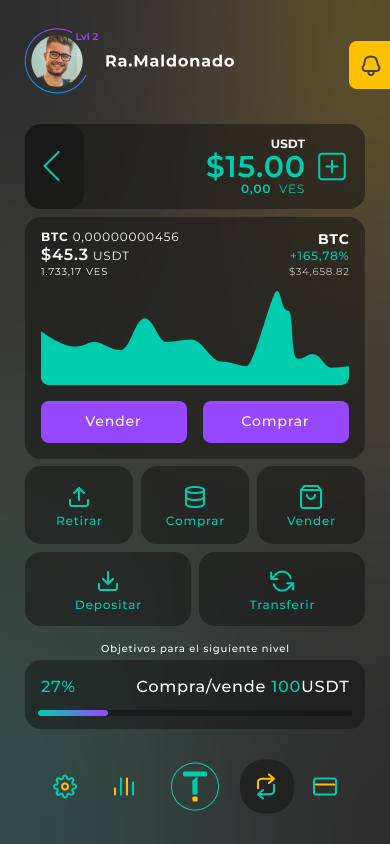 Lvl 2
Ra.Maldonado
USDT
$15.00
0,00 VES
BTC 0,00000000456
$45.3 USDT
1.733,17 VES
BTC
+165,78%
$34,658.82
Vender
Comprar
Retirar
Comprar
Vender
Depositar
Transferir
Objetivos para el siguiente nivel
27%
Compra/vende 100USDT